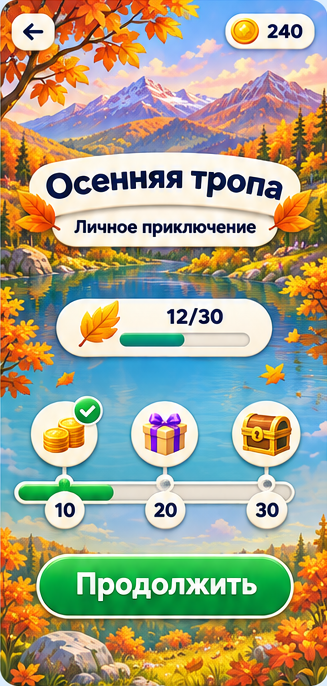 240
Осенняя тропа
Личное приключение
12/30
10 20 30
Продолжить